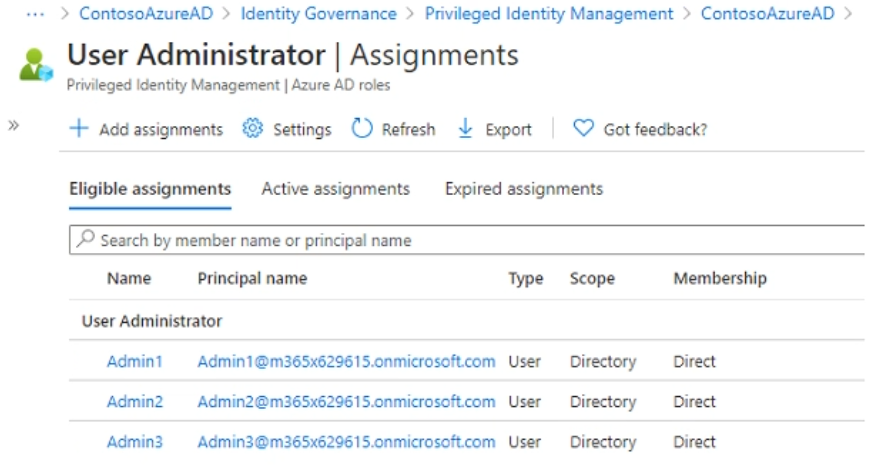 ... > ContosoAzureAD > Identity Governance > Privileged Identity Management > ContosoAzureAD >
User Administrator | Assignments
Privileged Identity Management | Azure AD roles
» + Add assignments Settings Refresh Export Got feedback?
Eligible assignments Active assignments Expired assignments
Search by member name or principal name
Name Principal name Type Scope Membership
User Administrator
Admin1 Admin1@m365x629615.onmicrosoft.com User Directory Direct
Admin2 Admin2@m365x629615.onmicrosoft.com User Directory Direct
Admin3 Admin3@m365x629615.onmicrosoft.com User Directory Direct